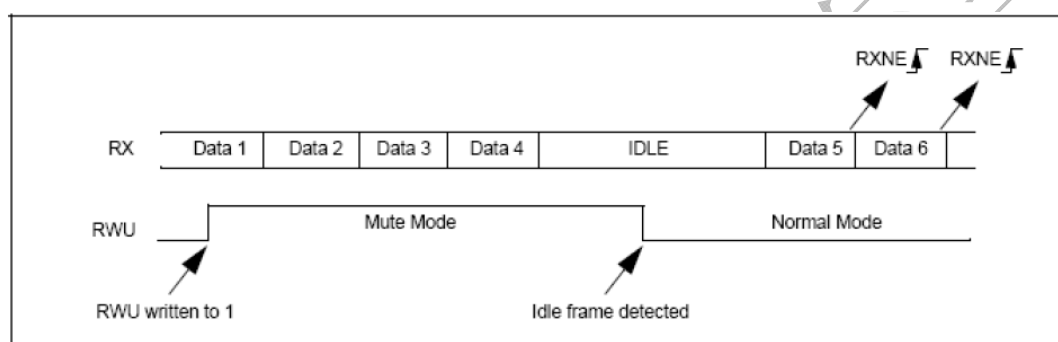 RXNE RXNE
RX Data 1 Data 2 Data 3 Data 4 IDLE Data 5 Data 6
RWU Mute Mode Normal Mode
RWU written to 1 Idle frame detected